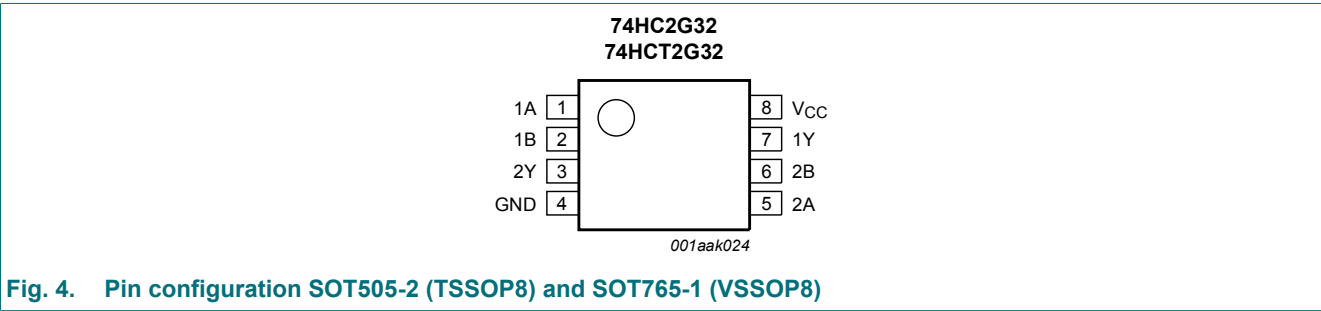 74HC2G32
74HCT2G32
1A 1 8 VCC
1B 2 7 1Y
2Y 3 6 2B
GND 4 5 2A
001aak024
Fig. 4. Pin configuration SOT505-2 (TSSOP8) and SOT765-1 (VSSOP8)